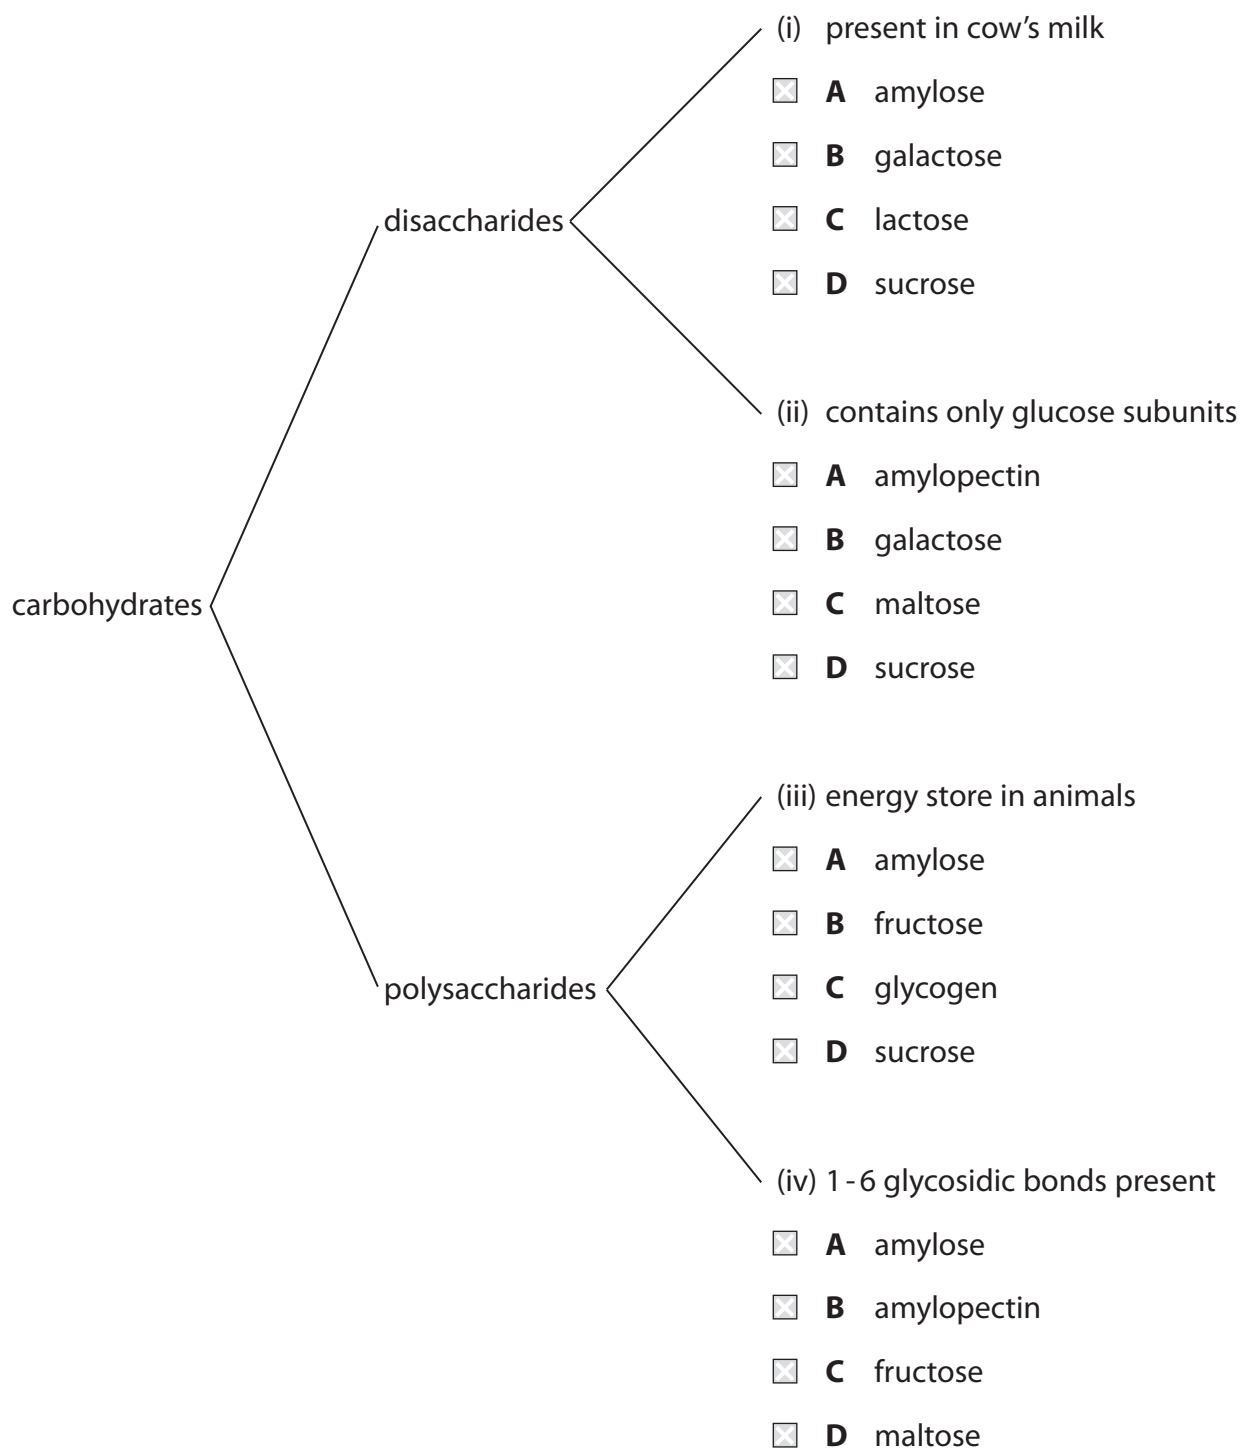 (i) present in cow's milk
A amylose
B galactose
C lactose
D sucrose
disaccharides
(ii) contains only glucose subunits
A amylopectin
B galactose
C maltose
D sucrose
carbohydrates
(iii) energy store in animals
A amylose
B fructose
C glycogen
D sucrose
polysaccharides
(iv) 1-6 glycosidic bonds present
A amylose
B amylopectin
C fructose
D maltose